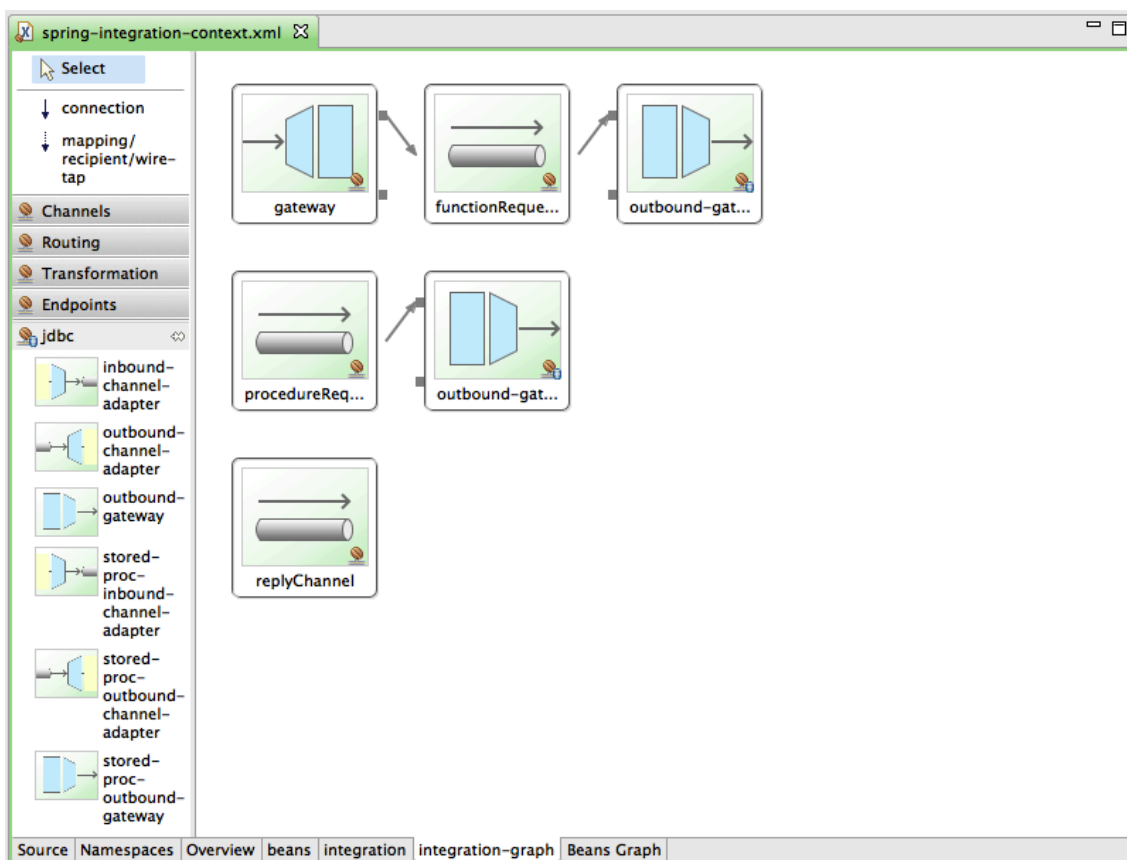 spring-integration-context.xml
Select
connection
mapping/
recipient/wire-
tap
Channels
Routing
Transformation
Endpoints
jdbc
inbound-
channel-
adapter
outbound-
channel-
adapter
outbound-
gateway
stored-
proc-
inbound-
channel-
adapter
stored-
proc-
outbound-
channel-
adapter
stored-
proc-
outbound-
gateway
gateway
functionReque...
outbound-gat...
procedureReq...
outbound-gat...
replyChannel
Source
Namespaces
Overview
beans
integration
integration-graph
Beans Graph